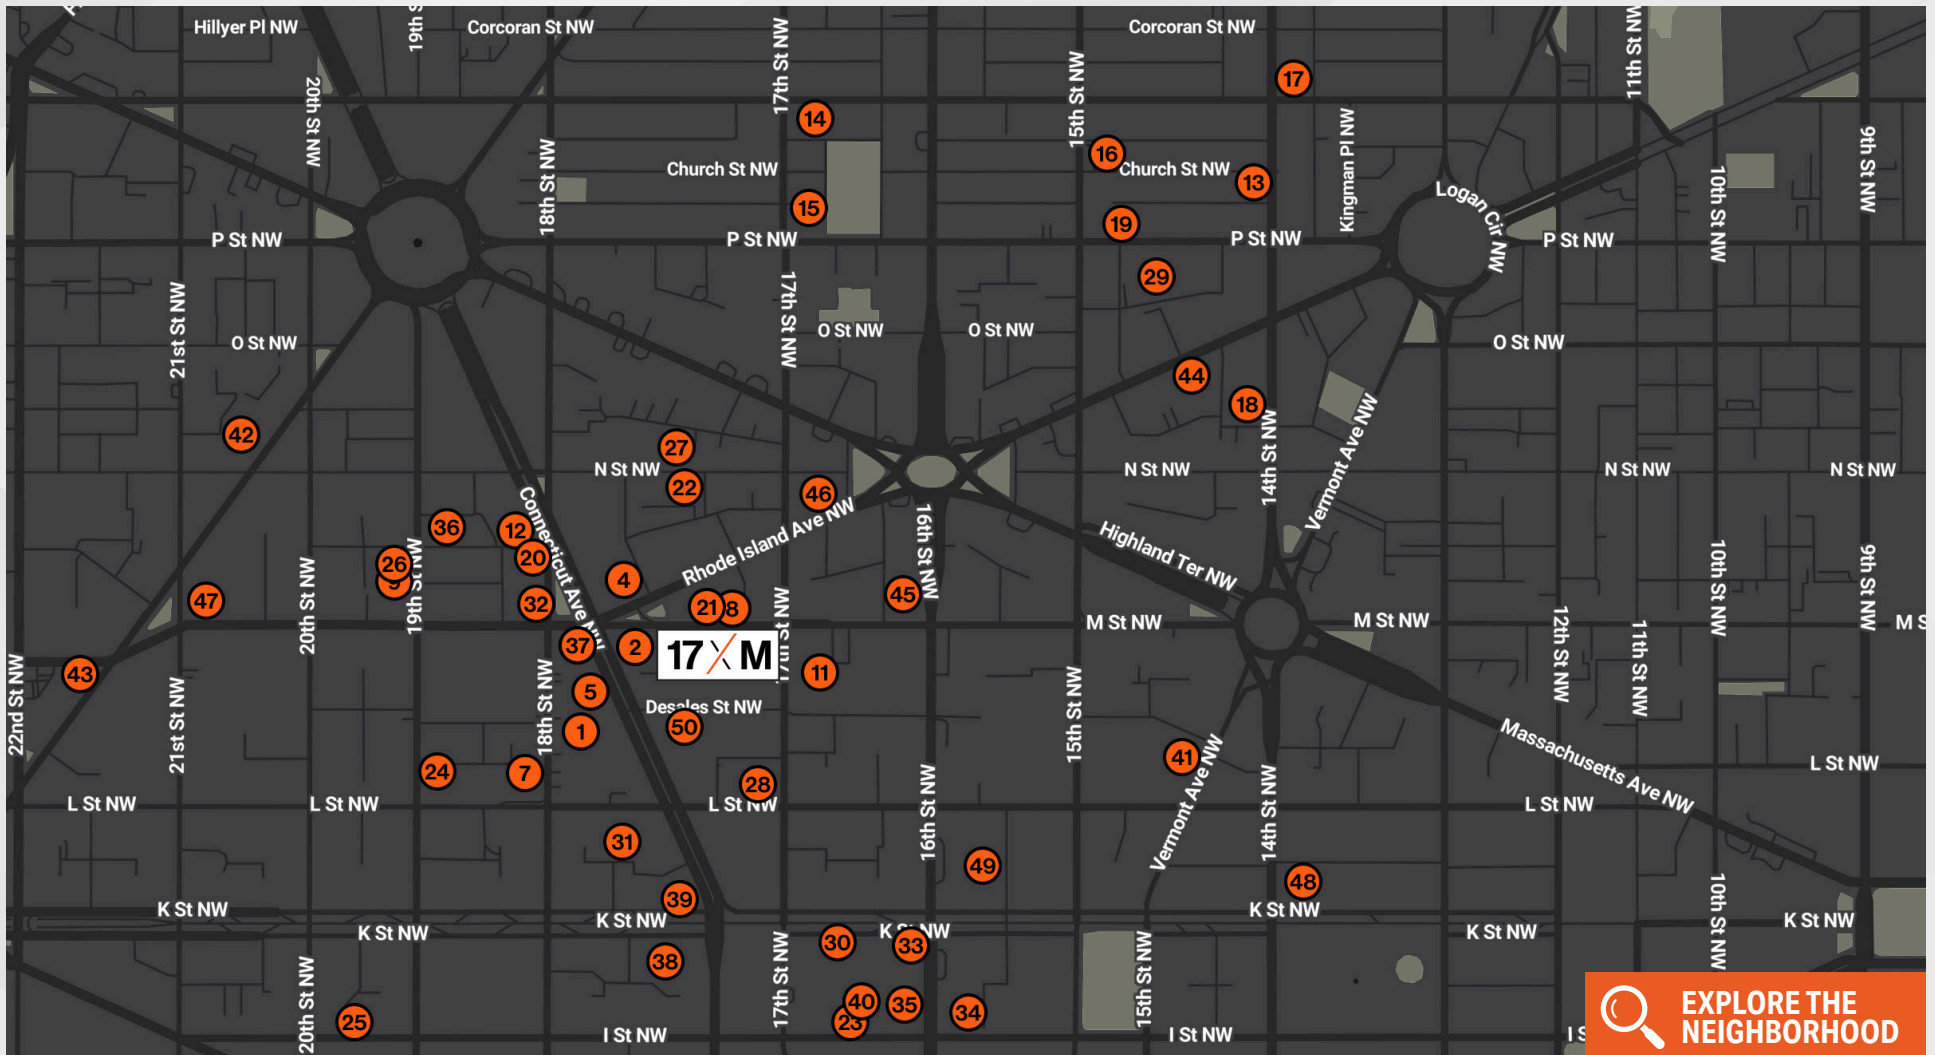 Hillyer Pl NW
19th S
Corcoran St NW
17th St NW
Corcoran St NW
15th St NW
11th St NW
17
20th St NW
14
Kingman Pl NW
9th St NW
18th St NW
Church St NW
16
Church St NW
13
10th St NW
Logan Cir NW
15
19
P St NW
P St NW
P St NW
P St NW
29
21st St NW
17th St NW
O St NW
O St NW
O St NW
O St NW
44
18
42
27
N St NW
22
46
N St NW
14th St NW
Vermont Ave NW
N St NW
N St NW
Connecticut Ave NW
36
12
20
26
9
19th St NW
20th St NW
47
32
4
Rhode Island Ave NW
21
8
16th St NW
45
Highland Ter NW
10th St NW
9th St NW
M St NW
M St NW
M S
37
2
17 M
17th St NW
11
12th St NW
11th St NW
43
22nd St NW
21st St NW
18th St NW
5
Desales St NW
50
1
15th St NW
41
Vermont Ave NW
Massachusetts Ave NW
24
7
28
L St NW
L St NW
L St NW
L St NW
L St NW
16th St NW
14th St NW
31
49
48
39
K St NW
K St NW
K St NW
K St NW
K St NW
K St NW
K St NW
10th St NW
30
33
38
20th St NW
17th St NW
15th St NW
25
40
23
35
34
I St NW
I St NW
I S
EXPLORE THE
NEIGHBORHOOD